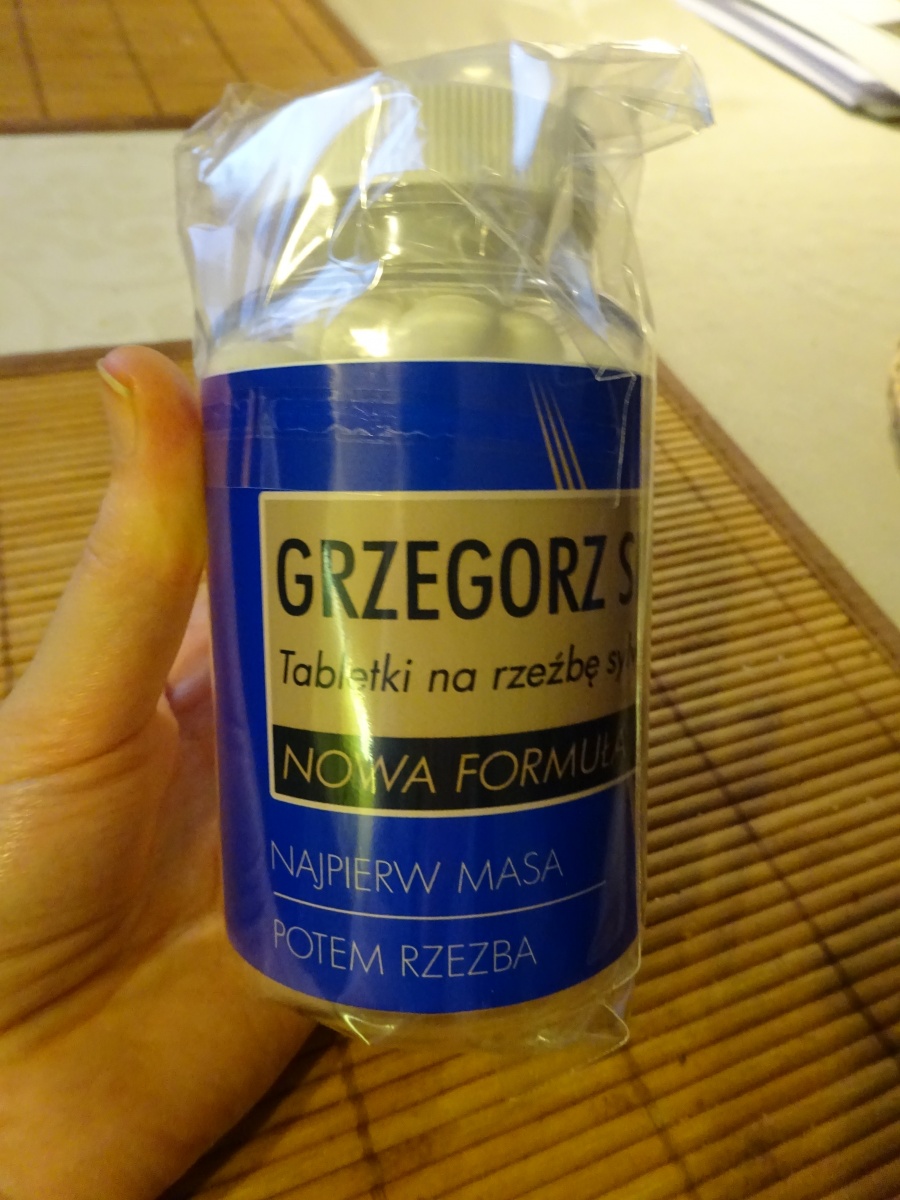 GRZEGORZ S
Tabletki na rzeźbę sy
NOWA FORMUŁA
NAJPIERW MASA
POTEM RZEZBA